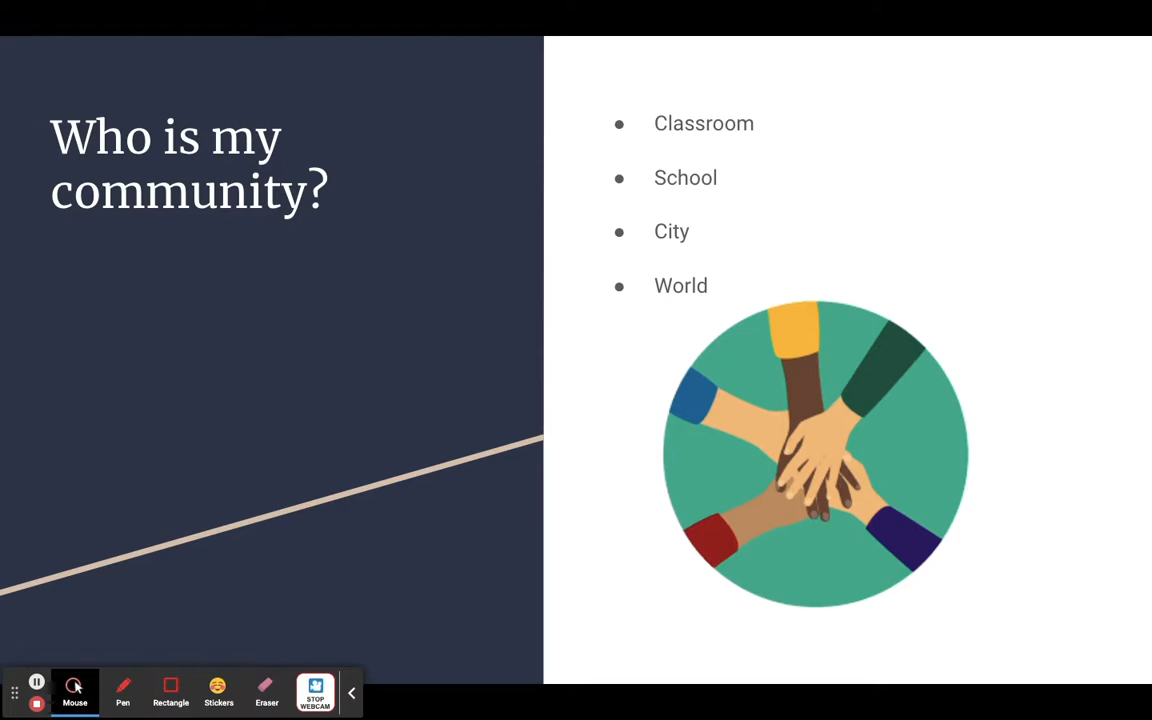 Who is my
community?
● Classroom
● School
● City
● World
Mouse
Pen
Rectangle
Stickers
Eraser
STOP
WEBCAM